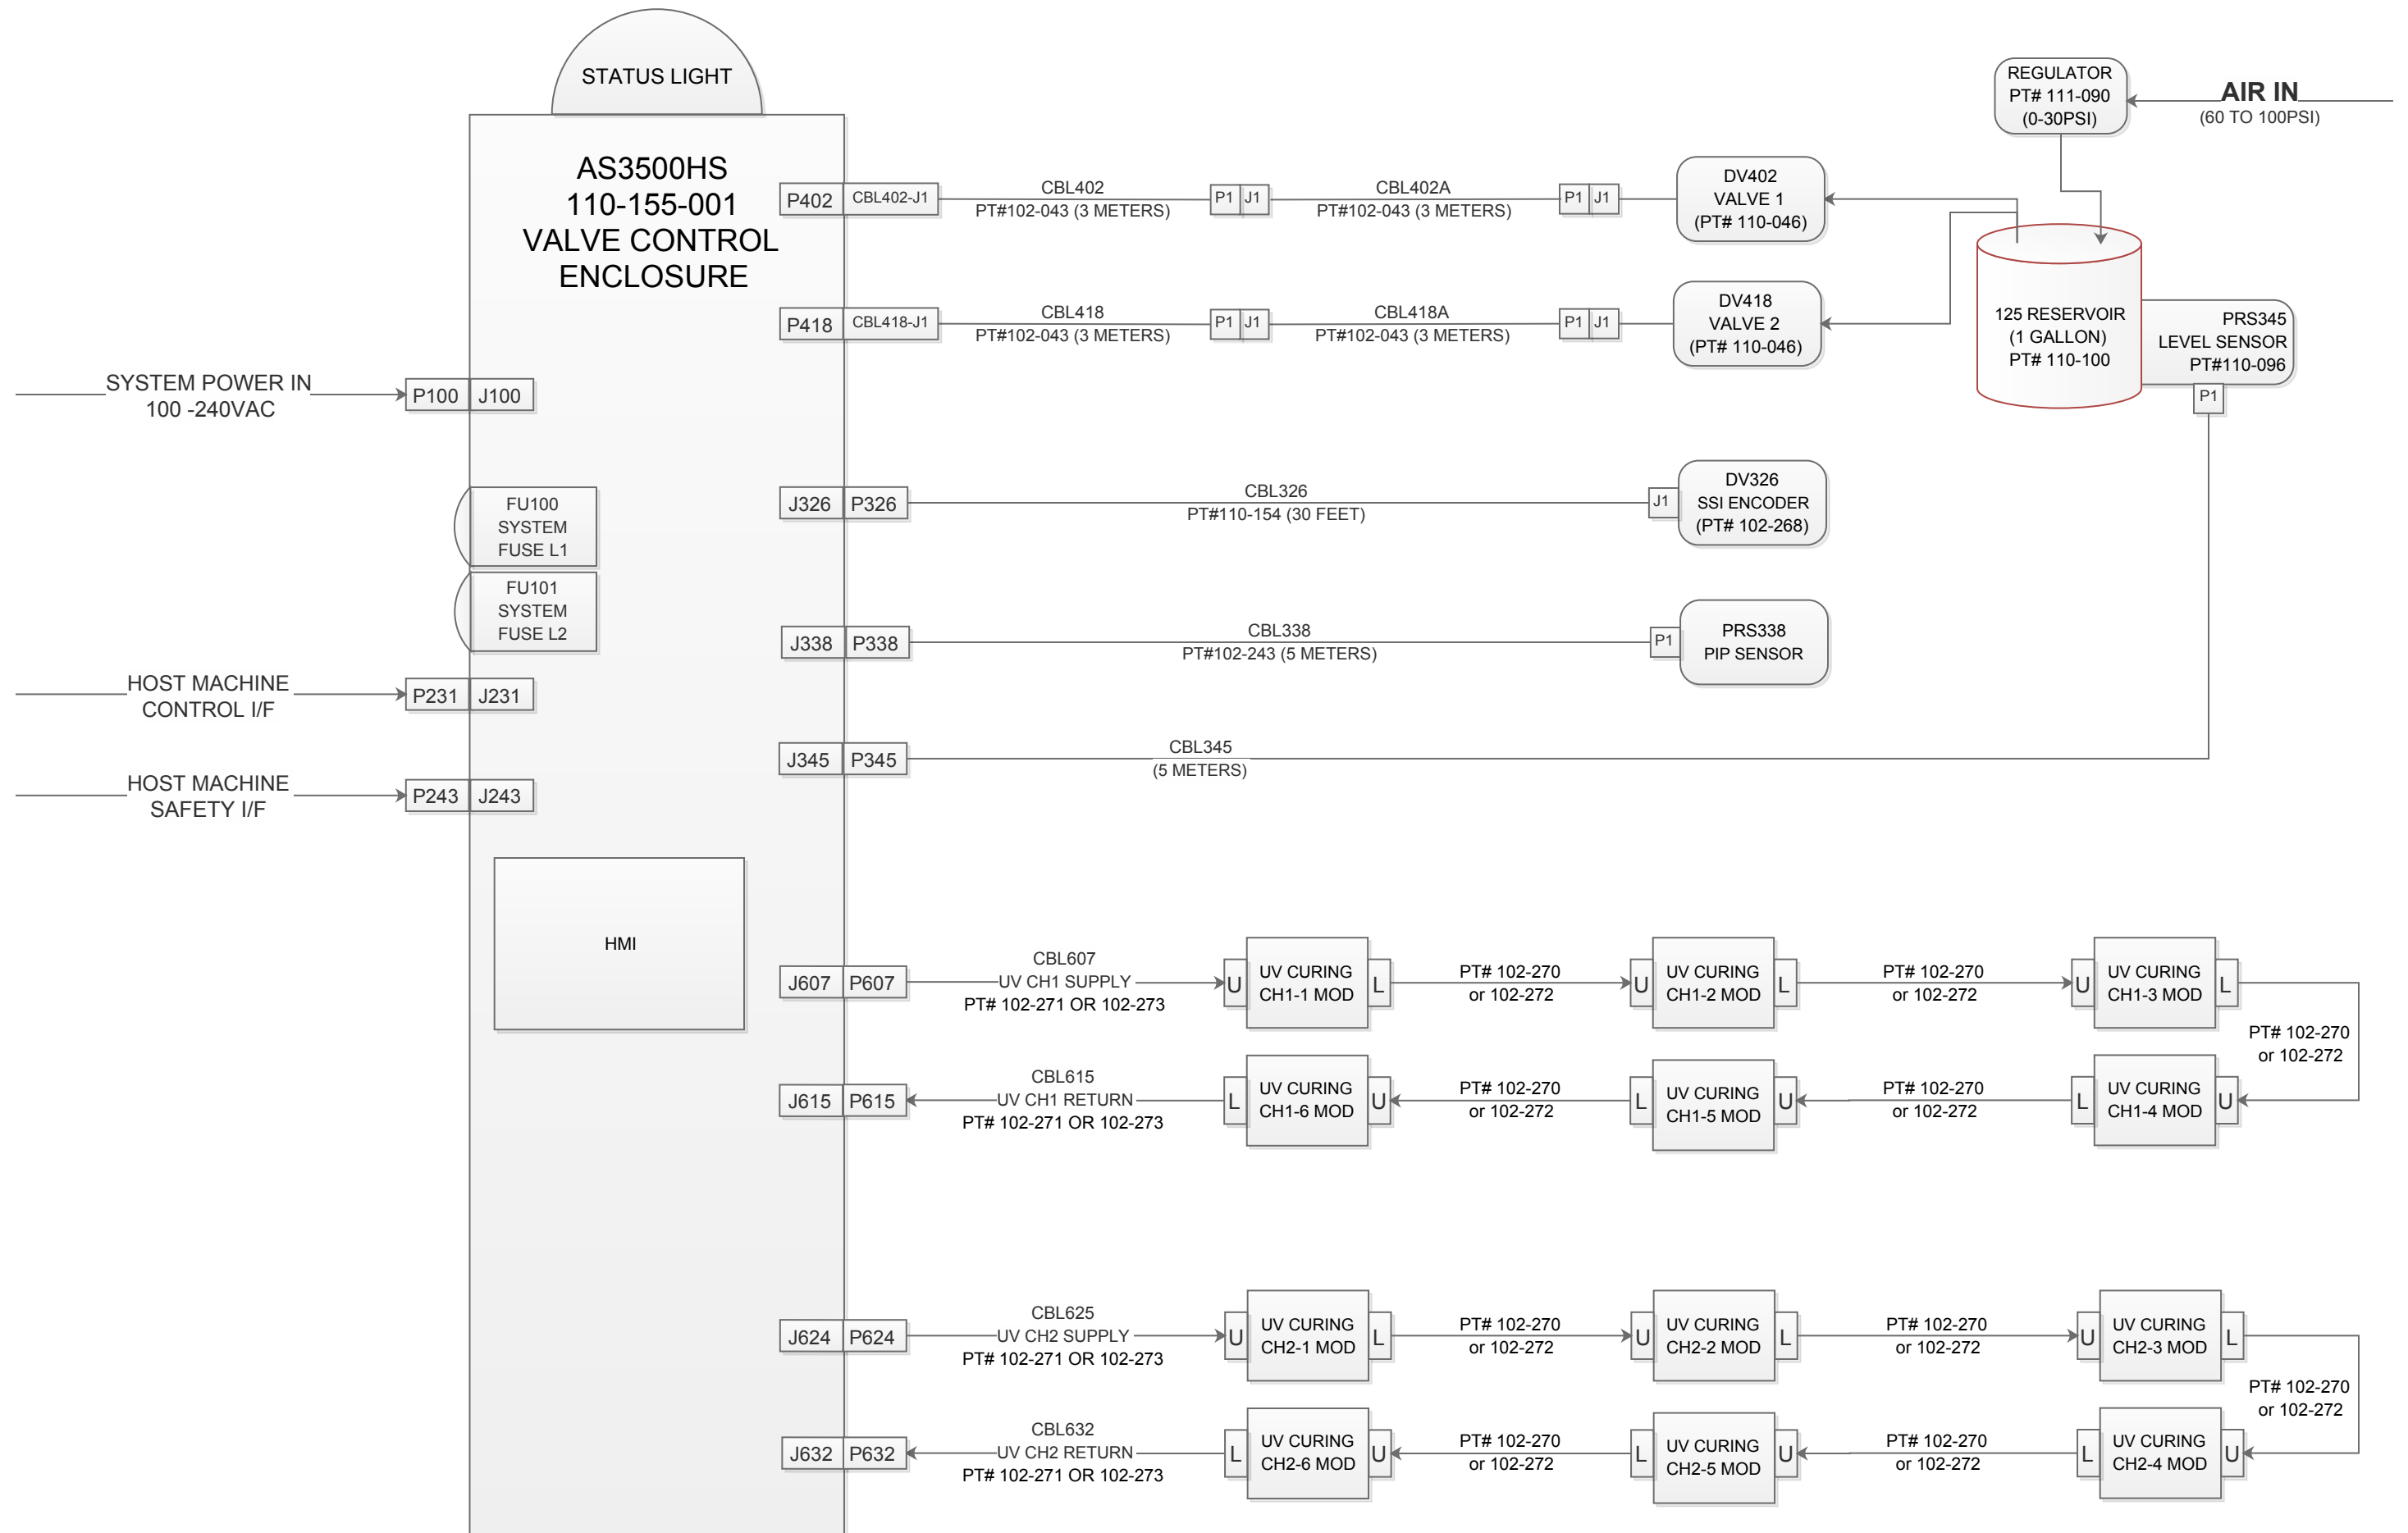 STATUS LIGHT
AS3500HS
110-155-001
VALVE CONTROL
ENCLOSURE
REGULATOR
PT# 111-090
(0-30PSI)
AIR IN
(60 TO 100PSI)
P402
CBL402-J1
CBL402
PT#102-043 (3 METERS)
P1
J1
CBL402A
PT#102-043 (3 METERS)
P1
J1
DV402
VALVE 1
(PT# 110-046)
P418
CBL418-J1
CBL418
PT#102-043 (3 METERS)
P1
J1
CBL418A
PT#102-043 (3 METERS)
P1
J1
DV418
VALVE 2
(PT# 110-046)
125 RESERVOIR
(1 GALLON)
PT# 110-100
PRS345
LEVEL SENSOR
PT#110-096
P1
SYSTEM POWER IN
100 -240VAC
P100
J100
FU100
SYSTEM
FUSE L1
FU101
SYSTEM
FUSE L2
J326
P326
CBL326
PT#110-154 (30 FEET)
J1
DV326
SSI ENCODER
(PT# 102-268)
J338
P338
CBL338
PT#102-243 (5 METERS)
P1
PRS338
PIP SENSOR
HOST MACHINE
CONTROL I/F
P231
J231
J345
P345
CBL345
(5 METERS)
HOST MACHINE
SAFETY I/F
P243
J243
HMI
J607
P607
CBL607
UV CH1 SUPPLY
PT# 102-271 OR 102-273
U
UV CURING
CH1-1 MOD
L
PT# 102-270
or 102-272
U
UV CURING
CH1-2 MOD
L
PT# 102-270
or 102-272
U
UV CURING
CH1-3 MOD
L
PT# 102-270
or 102-272
J615
P615
CBL615
UV CH1 RETURN
PT# 102-271 OR 102-273
L
UV CURING
CH1-6 MOD
U
PT# 102-270
or 102-272
L
UV CURING
CH1-5 MOD
U
PT# 102-270
or 102-272
L
UV CURING
CH1-4 MOD
U
J624
P624
CBL625
UV CH2 SUPPLY
PT# 102-271 OR 102-273
U
UV CURING
CH2-1 MOD
L
PT# 102-270
or 102-272
U
UV CURING
CH2-2 MOD
L
PT# 102-270
or 102-272
U
UV CURING
CH2-3 MOD
L
PT# 102-270
or 102-272
J632
P632
CBL632
UV CH2 RETURN
PT# 102-271 OR 102-273
L
UV CURING
CH2-6 MOD
U
PT# 102-270
or 102-272
L
UV CURING
CH2-5 MOD
U
PT# 102-270
or 102-272
L
UV CURING
CH2-4 MOD
U